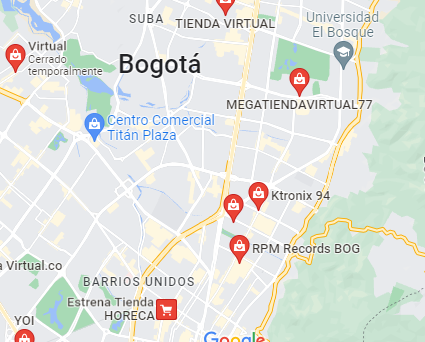 SUBA
TIENDA VIRTUAL
Universidad
El Bosque
Virtual
Cerrado
temporalmente
Bogotá
MEGATIENDAVIRTUAL77
Centro Comercial
Titán Plaza
Ktronix 94
RPM Records BOG
a Virtual.co
BARRIOS UNIDOS
Estrena Tienda
HORECA
YOI
Google